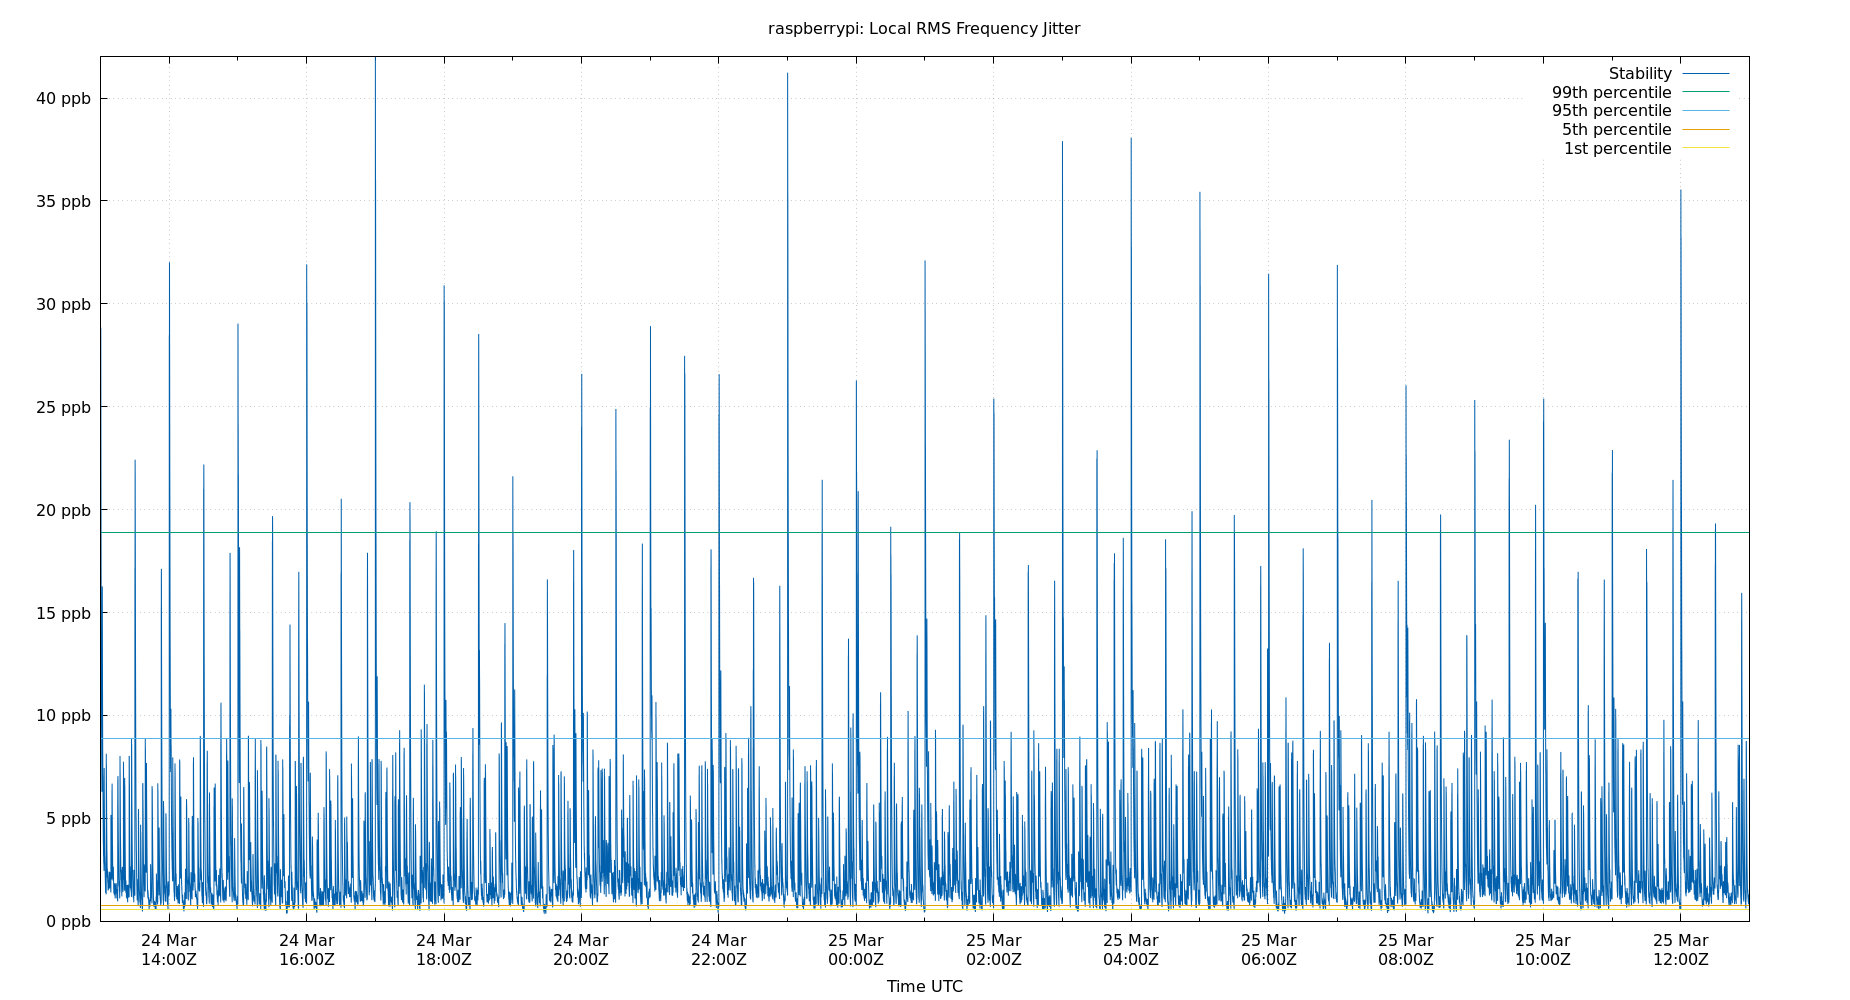 raspberrypi: Local RMS Frequency Jitter
Stability
99th percentile
95th percentile
5th percentile
1st percentile
40 ppb
35 ppb
30 ppb
25 ppb
20 ppb
15 ppb
10 ppb
5 ppb
0 ppb
24 Mar 24 Mar 24 Mar 24 Mar 24 Mar 25 Mar 25 Mar 25 Mar 25 Mar 25 Mar 25 Mar 25 Mar
14:00Z 16:00Z 18:00Z 20:00Z 22:00Z 00:00Z 02:00Z 04:00Z 06:00Z 08:00Z 10:00Z 12:00Z
Time UTC